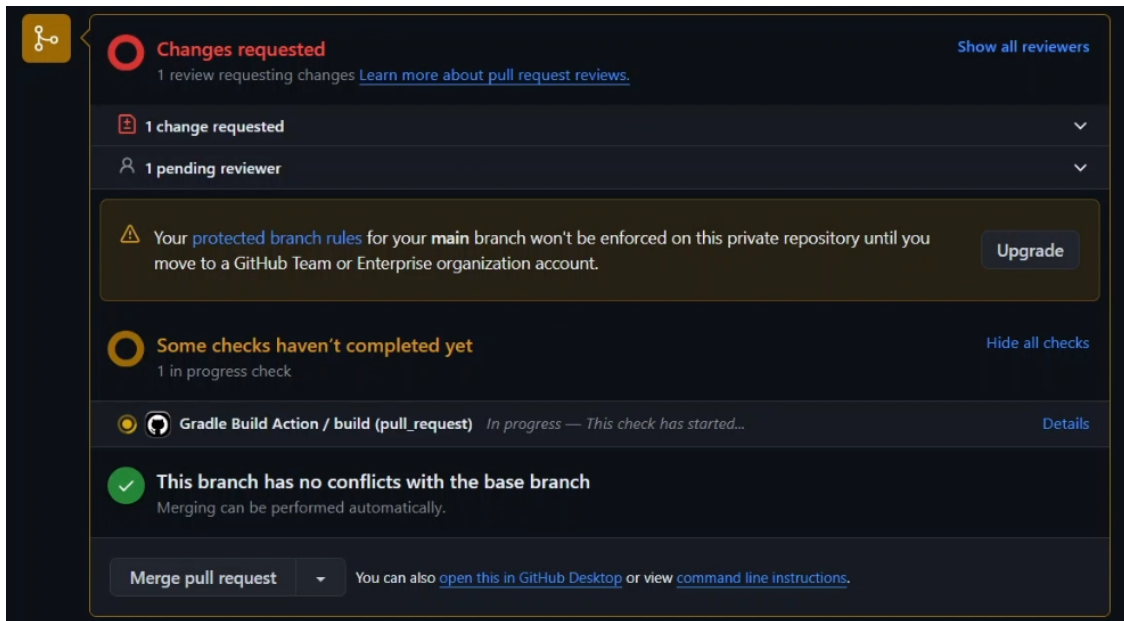 Changes requested
Show all reviewers
1 review requesting changes Learn more about pull request reviews.
1 change requested
1 pending reviewer
Your protected branch rules for your main branch won't be enforced on this private repository until you
move to a GitHub Team or Enterprise organization account.
Upgrade
Some checks haven't completed yet
Hide all checks
1 in progress check
Gradle Build Action / build (pull_request) In progress — This check has started...
Details
This branch has no conflicts with the base branch
Merging can be performed automatically.
Merge pull request
You can also open this in GitHub Desktop or view command line instructions.